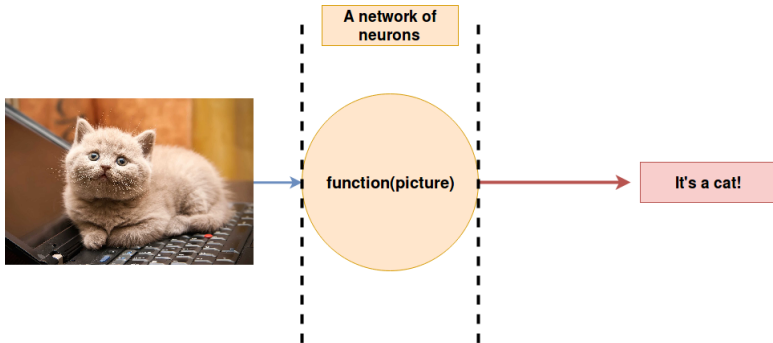 A network of
neurons
function(picture)
It's a cat!